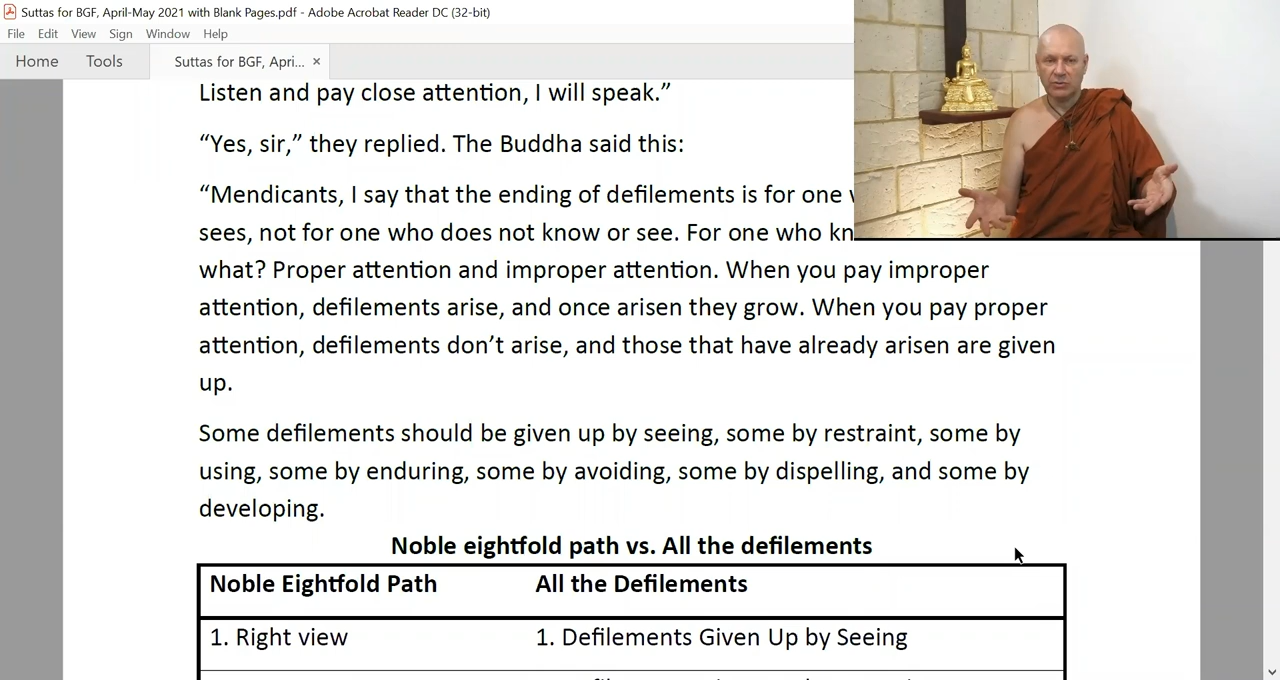 Suttas for BGF, April-May 2021 with Blank Pages.pdf - Adobe Acrobat Reader DC (32-bit)
File Edit View Sign Window Help
Home Tools Suttas for BGF, Apri... ×
Listen and pay close attention, I will speak.”
“Yes, sir,” they replied. The Buddha said this:
“Mendicants, I say that the ending of defilements is for one
sees, not for one who does not know or see. For one who
what? Proper attention and improper attention. When you pay improper
attention, defilements arise, and once arisen they grow. When you pay proper
attention, defilements don’t arise, and those that have already arisen are given
up.
Some defilements should be given up by seeing, some by restraint, some by
using, some by enduring, some by avoiding, some by dispelling, and some by
developing.
Noble eightfold path vs. All the defilements
Noble Eightfold Path All the Defilements
1. Right view 1. Defilements Given Up by Seeing